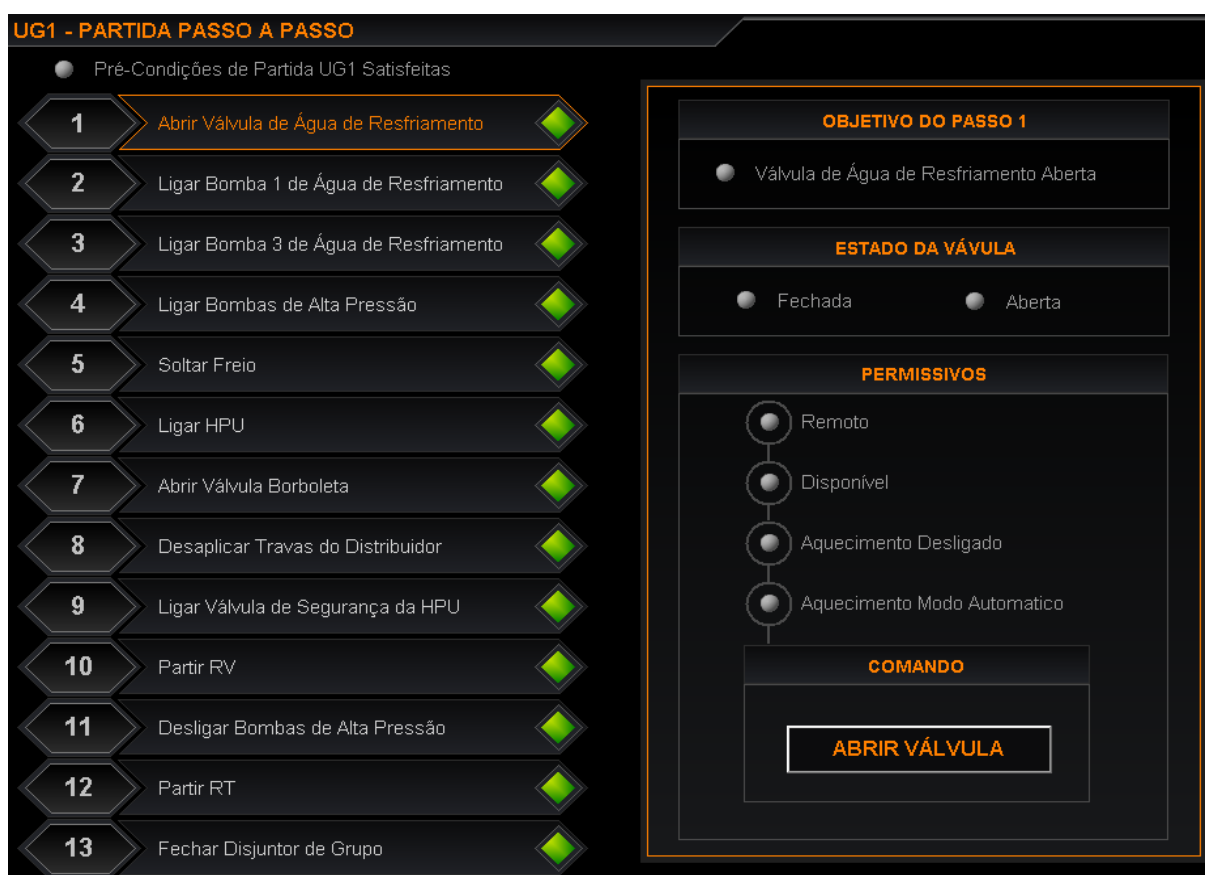 UG1 - PARTIDA PASSO A PASSO
Pré-Condições de Partida UG1 Satisfeitas
1 Abrir Válvula de Água de Resfriamento
2 Ligar Bomba 1 de Água de Resfriamento
3 Ligar Bomba 3 de Água de Resfriamento
4 Ligar Bombas de Alta Pressão
5 Soltar Freio
6 Ligar HPU
7 Abrir Válvula Borboleta
8 Desaplicar Travas do Distribuidor
9 Ligar Válvula de Segurança da HPU
10 Partir RV
11 Desligar Bombas de Alta Pressão
12 Partir RT
13 Fechar Disjuntor de Grupo
OBJETIVO DO PASSO 1
Válvula de Água de Resfriamento Aberta
ESTADO DA VÁVULA
Fechada Aberta
PERMISSIVOS
Remoto
Disponível
Aquecimento Desligado
Aquecimento Modo Automatico
COMANDO
ABRIR VÁLVULA